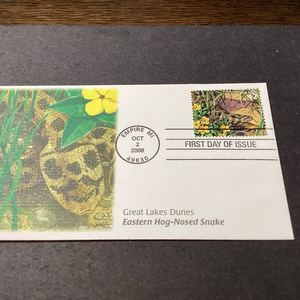 EMPIRE MI
OCT
2
2008
49630
FIRST DAY OF ISSUE
Great Lakes Dunes
Eastern Hog-Nosed Snake